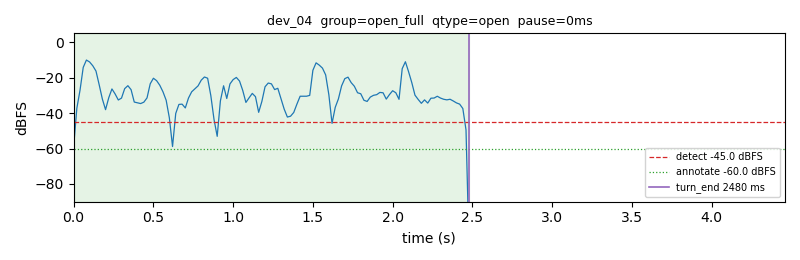 dev_04  group=open_full  qtype=open  pause=0ms
0
−20
−40
−60
−80
dBFS
detect -45.0 dBFS
annotate -60.0 dBFS
turn_end 2480 ms
0.0 0.5 1.0 1.5 2.0 2.5 3.0 3.5 4.0
time (s)